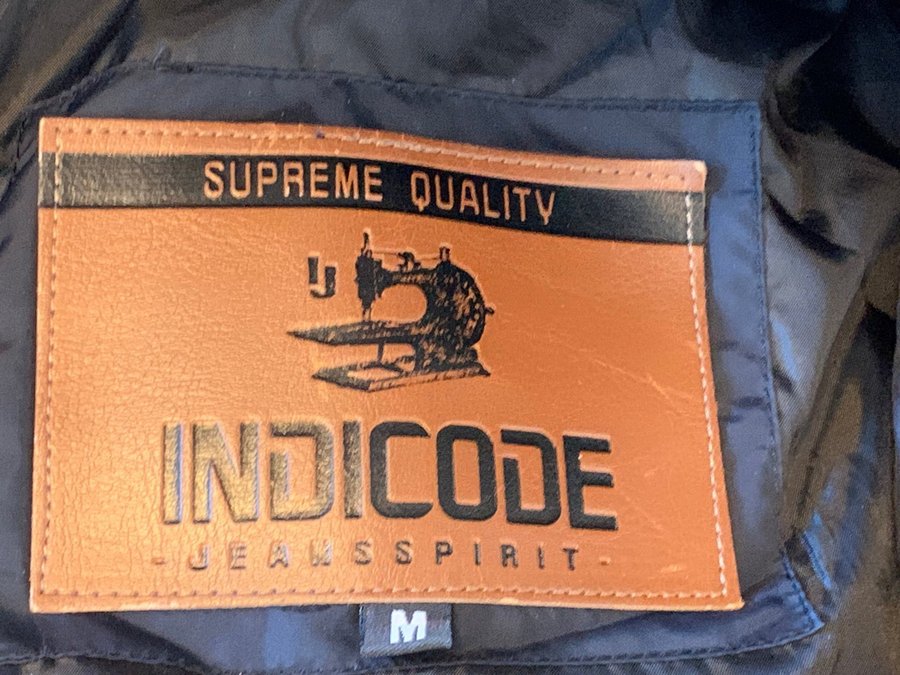 SUPREME QUALITY
IJ
INDICODE
- JEANSSPIRIT -
M